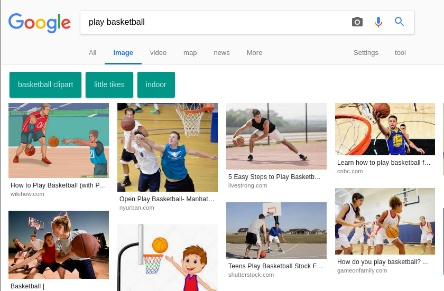 Google
play basketball
All Image video map news More Settings tool
basketball clipart little tikes indoor
How to Play Basketball (with P...
wikihow.com
Open Play Basketball- Manhat...
nyurban.com
5 Easy Steps to Play Basketb...
livestrong.com
Learn how to play basketball f...
cnbc.com
Basketball |
Teens Play Basketball Stock F...
shutterstock.com
How do you play basketball? ...
gameonfamily.com